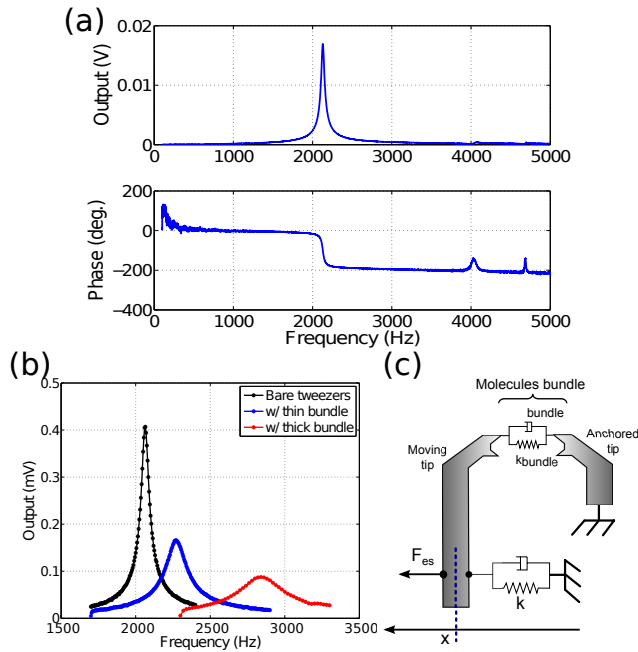 (a)
Output (V)
0.02
0.01
0
0 1000 2000 3000 4000 5000
Phase (deg.)
200
0
−200
−400
0 1000 2000 3000 4000 5000
Frequency (Hz)
(b)
Output (mV)
0.5
0.4
0.3
0.2
0.1
0
1500 2000 2500 3000 3500
Frequency (Hz)
Bare tweezers
w/ thin bundle
w/ thick bundle
(c)
Molecules bundle
bundle
kbundle
Moving
tip
Anchored
tip
Fes
k
x